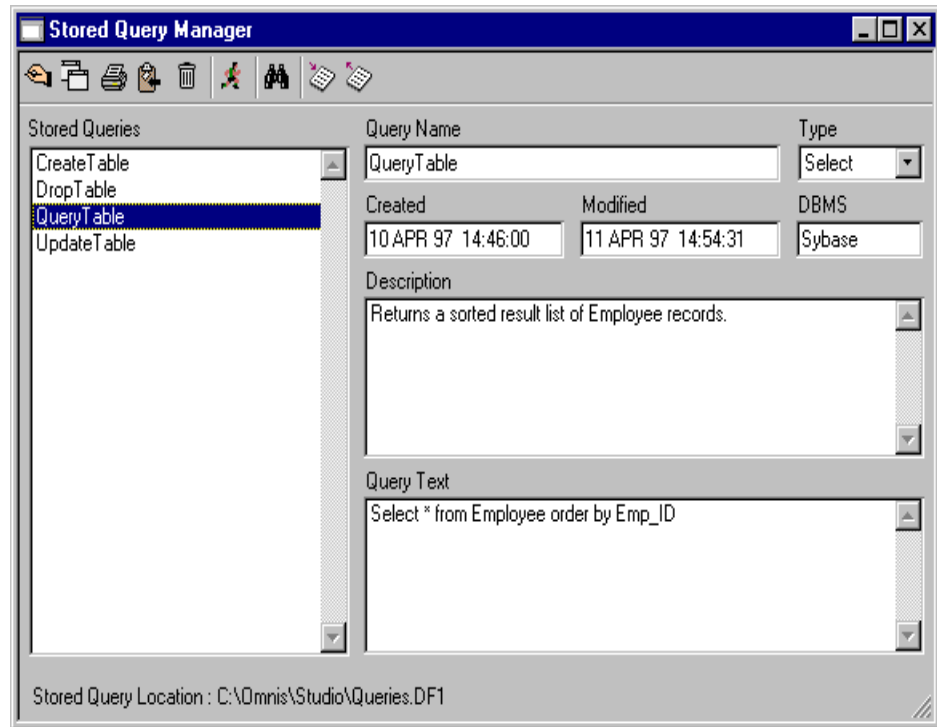 Stored Query Manager
Stored Queries
CreateTable
DropTable
QueryTable
UpdateTable
Query Name
QueryTable
Type
Select
Created
10 APR 97 14:46:00
Modified
11 APR 97 14:54:31
DBMS
Sybase
Description
Returns a sorted result list of Employee records.
Query Text
Select * from Employee order by Emp_ID
Stored Query Location : C:\Omnis\Studio\Queries.DF1